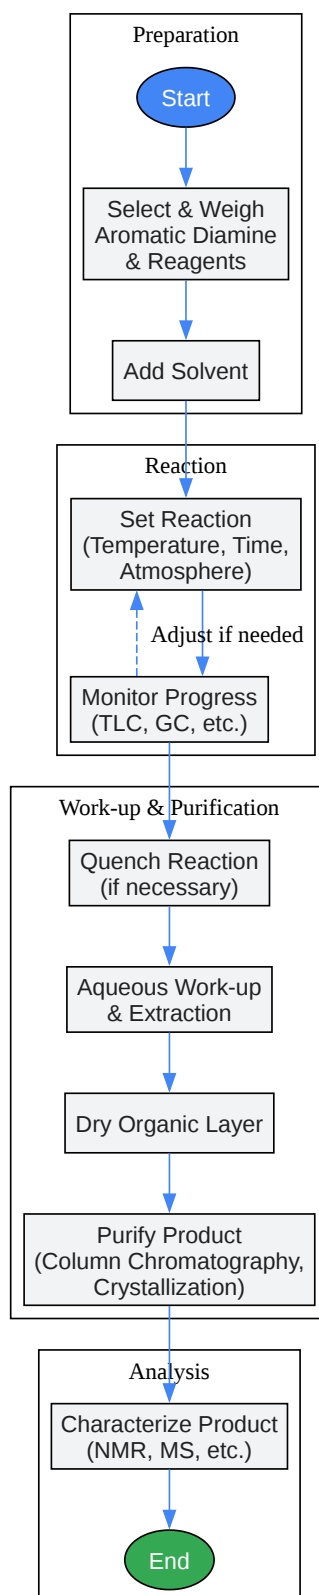 Preparation
Start
Select & Weigh
Aromatic Diamine
& Reagents
Add Solvent
Reaction
Set Reaction
(Temperature, Time,
Atmosphere)
Adjust if needed
Monitor Progress
(TLC, GC, etc.)
Work-up & Purification
Quench Reaction
(if necessary)
Aqueous Work-up
& Extraction
Dry Organic Layer
Purify Product
(Column Chromatography,
Crystallization)
Analysis
Characterize Product
(NMR, MS, etc.)
End